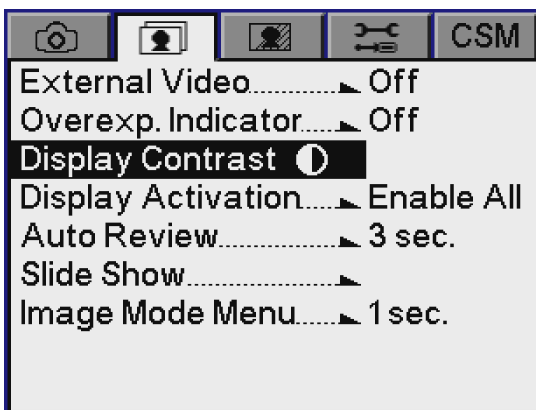 CSM
External Video............ Off
Overexp. Indicator...... Off
Display Contrast
Display Activation..... Enable All
Auto Review................ 3 sec.
Slide Show.......................
Image Mode Menu...... 1 sec.